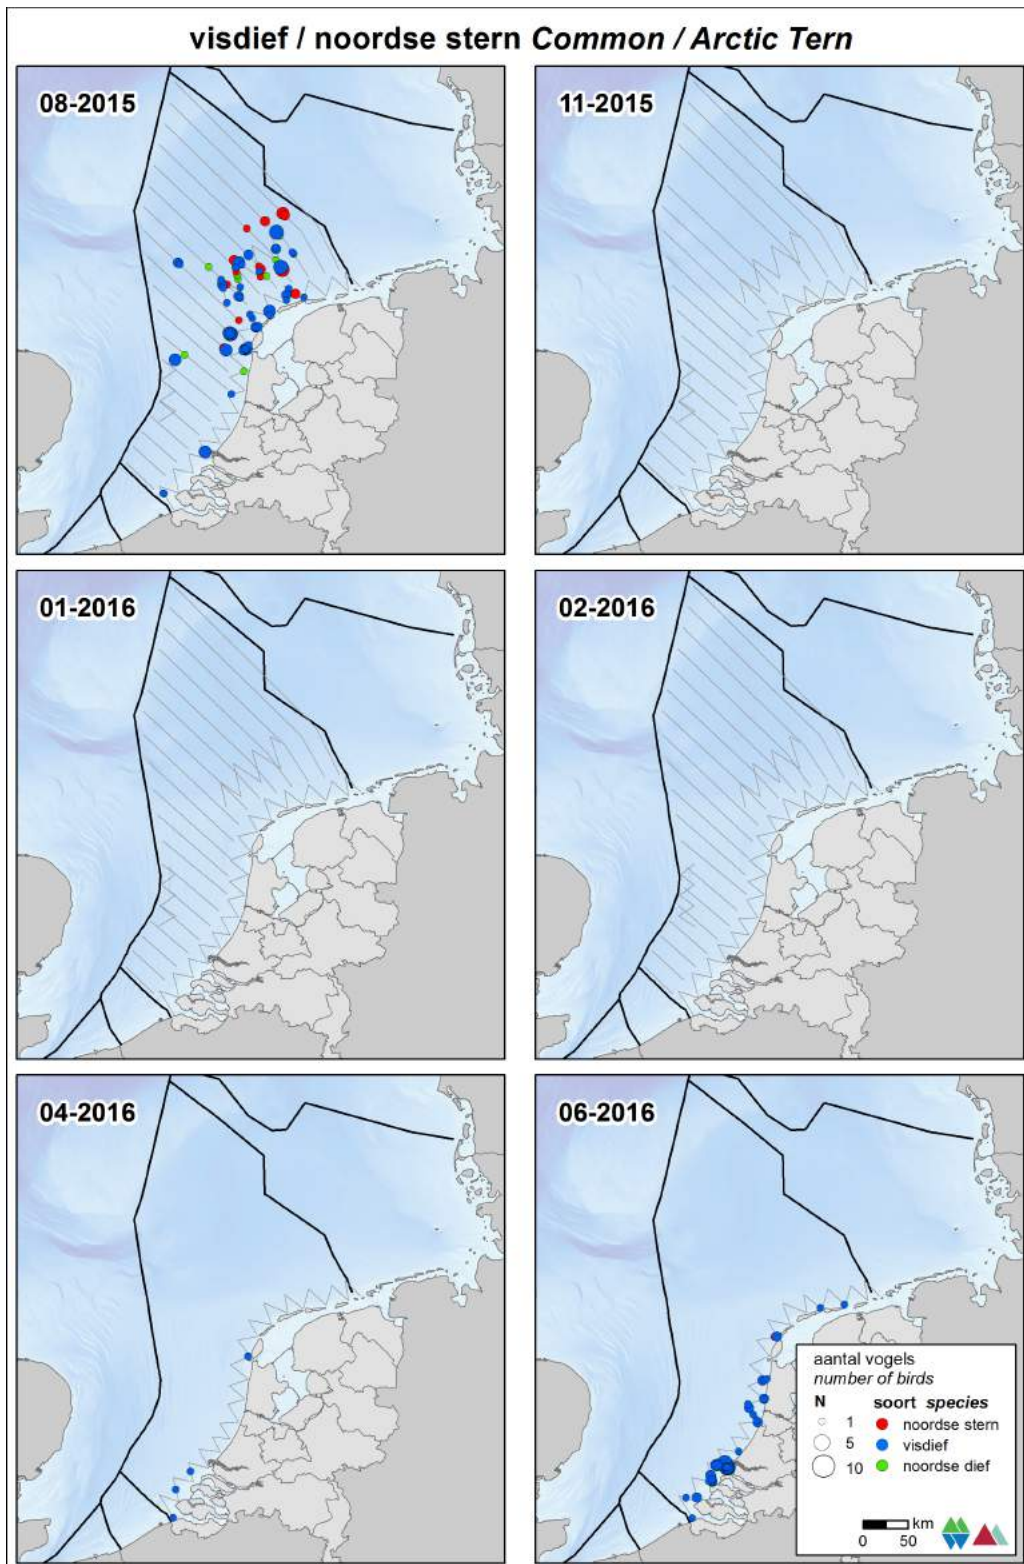 visdief / noordse stern Common / Arctic Tern
08-2015
11-2015
01-2016
02-2016
04-2016
06-2016
aantal vogels
number of birds
N soort species
1 noordse stern
5 visdief
10 noordse dief
km
0 50